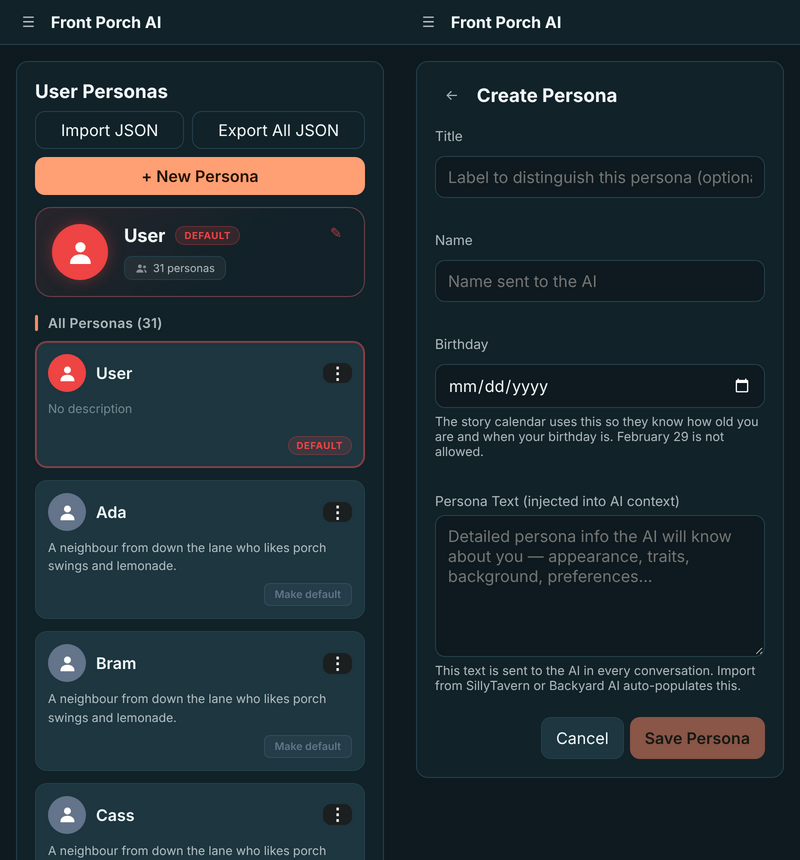 Front Porch AI
User Personas
Import JSON
Export All JSON
+ New Persona
User
DEFAULT
31 personas
All Personas (31)
User
No description
DEFAULT
Ada
A neighbour from down the lane who likes porch
swings and lemonade.
Make default
Bram
A neighbour from down the lane who likes porch
swings and lemonade.
Make default
Cass
A neighbour from down the lane who likes porch
Front Porch AI
Create Persona
Title
Label to distinguish this persona (optiona
Name
Name sent to the AI
Birthday
mm/dd/yyyy
The story calendar uses this so they know how old you
are and when your birthday is. February 29 is not
allowed.
Persona Text (injected into AI context)
Detailed persona info the AI will know
about you — appearance, traits,
background, preferences...
This text is sent to the AI in every conversation. Import
from SillyTavern or Backyard AI auto-populates this.
Cancel
Save Persona